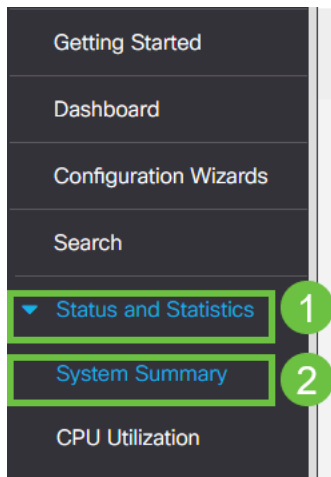 Getting Started
Dashboard
Configuration Wizards
Search
Status and Statistics 1
System Summary 2
CPU Utilization